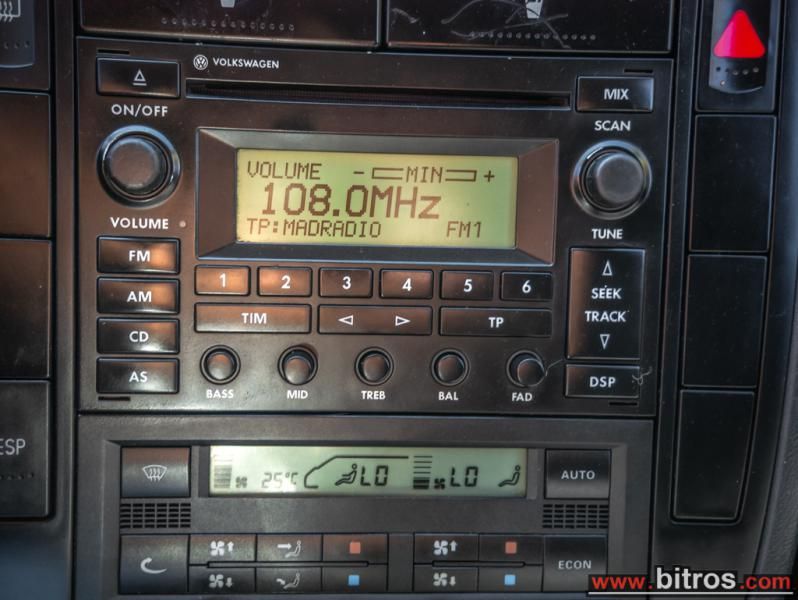 VOLKSWAGEN
ON/OFF
MIX
SCAN
VOLUME - MIN +
108.0MHz
TP:MADRADIO FM1
VOLUME
TUNE
FM
AM
CD
AS
1 2 3 4 5 6
TIM TP
SEEK
TRACK
DSP
BASS MID TREB BAL FAD
ESP
25°C LO LO
AUTO
ECON
www.bitros.com